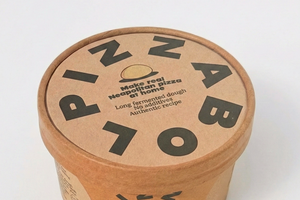 PIZZABOL
Make real
Neapolitan pizza
at home
Long fermented dough
No additives
Authentic recipe